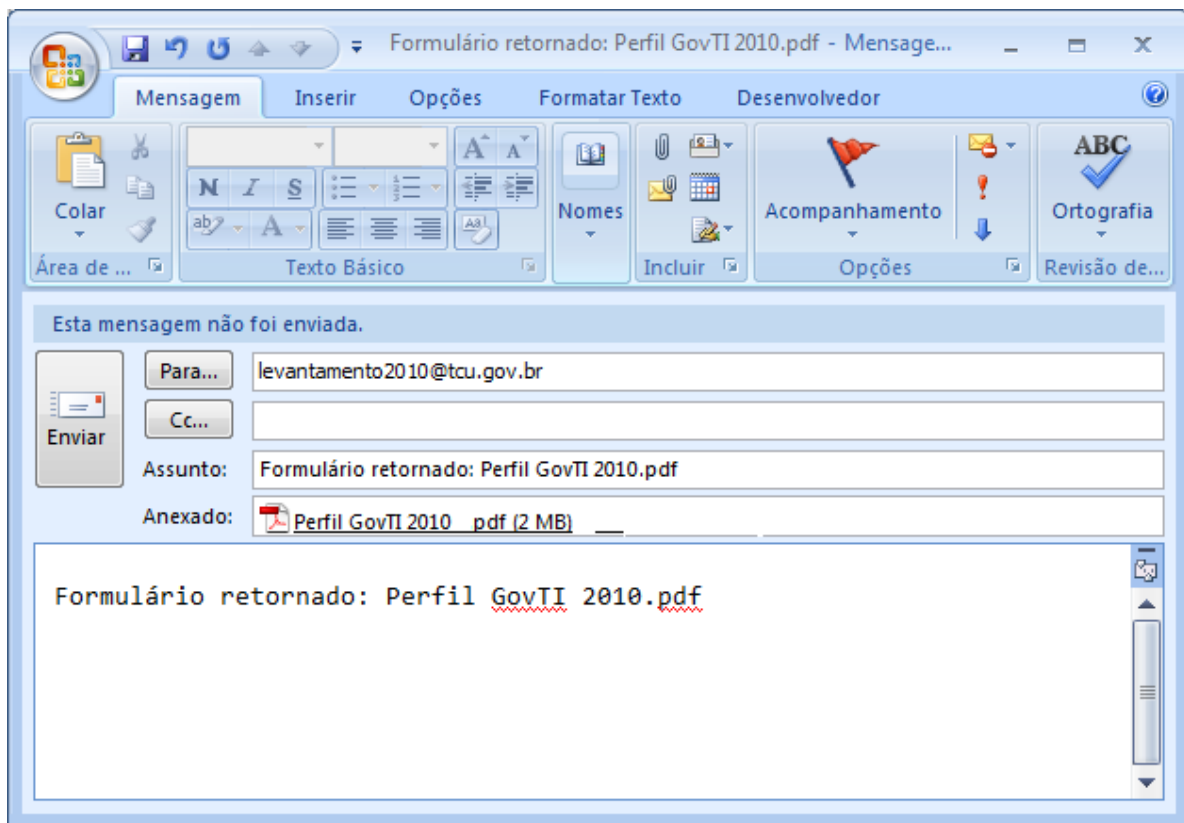 Formulário retornado: Perfil GovTI 2010.pdf - Mensage...
Mensagem Inserir Opções Formatar Texto Desenvolvedor
Colar
N I S
ab A Aa
A A
Nomes
Acompanhamento
ABC
Ortografia
Área de ... Texto Básico Incluir Opções Revisão de...
Esta mensagem não foi enviada.
Enviar
Para... levantamento2010@tcu.gov.br
Cc...
Assunto: Formulário retornado: Perfil GovTI 2010.pdf
Anexado: Perfil GovTI 2010 pdf (2 MB)
Formulário retornado: Perfil GovTI 2010.pdf